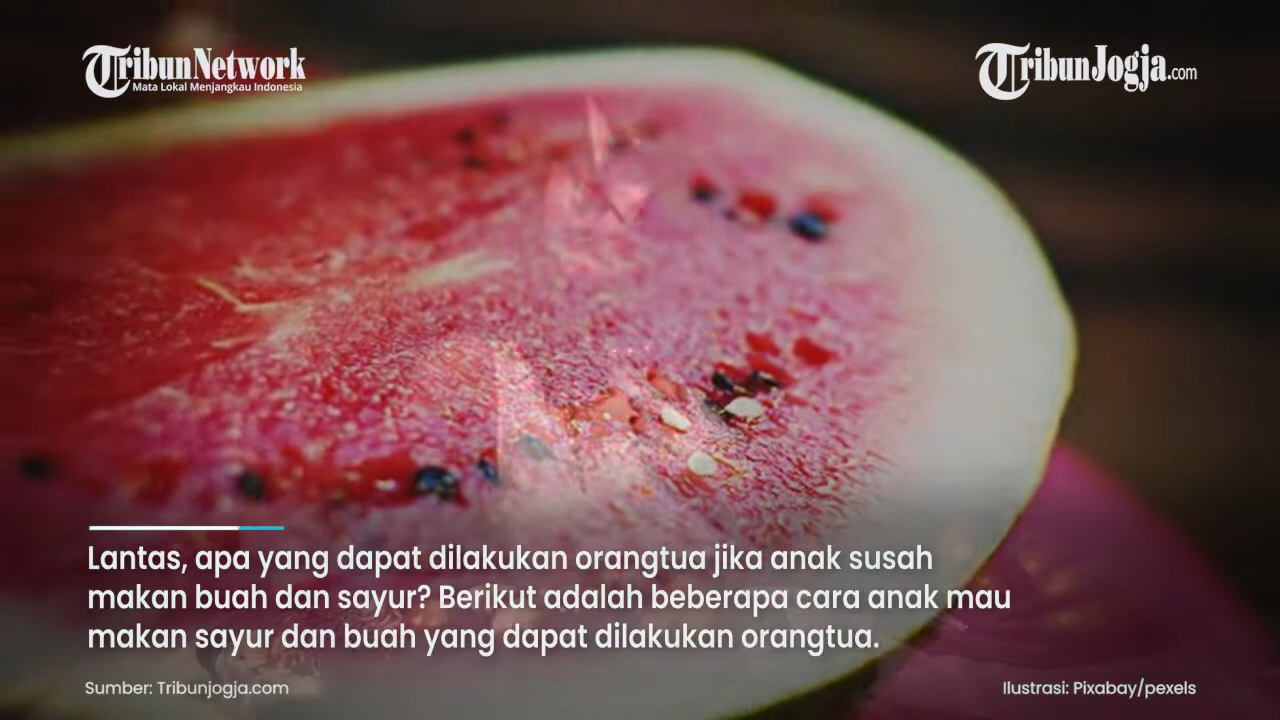 TribunNetwork
Mata Lokal Menjangkau Indonesia
TribunJogja.com
Lantas, apa yang dapat dilakukan orangtua jika anak susah
makan buah dan sayur? Berikut adalah beberapa cara anak mau
makan sayur dan buah yang dapat dilakukan orangtua.
Sumber: Tribunjogja.com
Ilustrasi: Pixabay/pexels